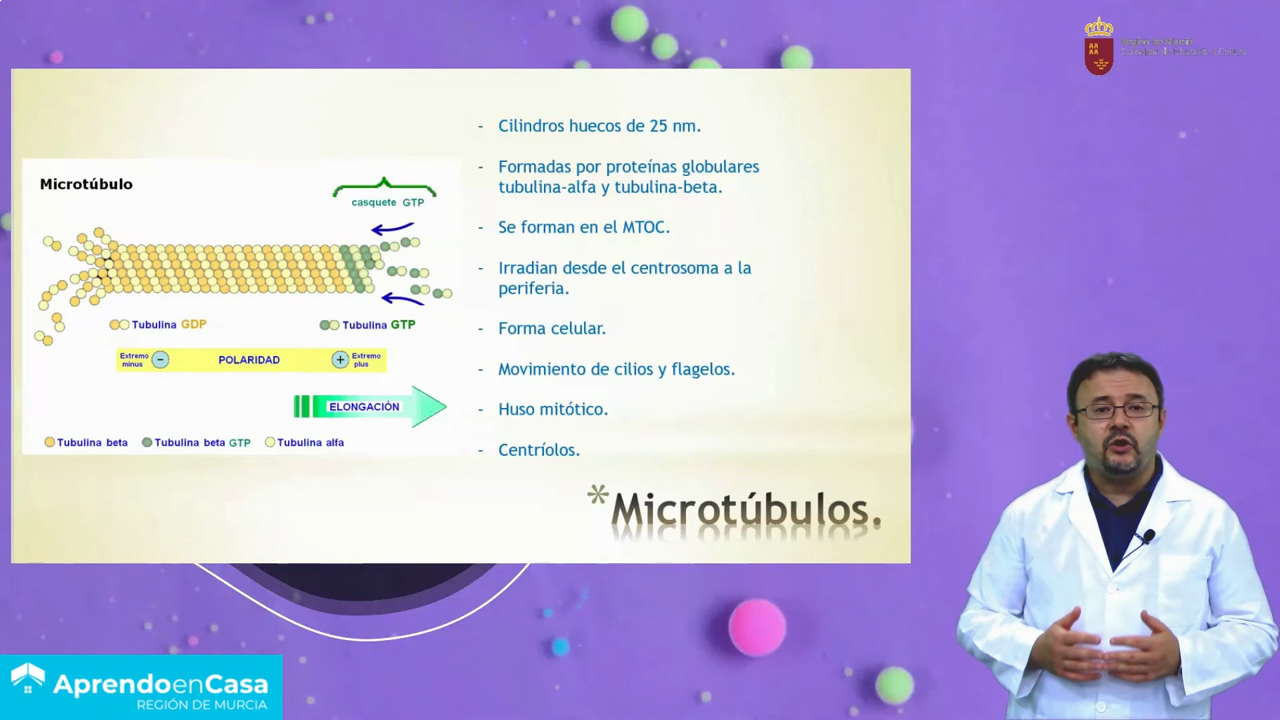 Microtúbulo
casquete GTP
Tubulina GDP
Tubulina GTP
Extremo
minus
−
POLARIDAD
+
Extremo
plus
ELONGACIÓN
Tubulina beta
Tubulina beta GTP
Tubulina alfa
- Cilindros huecos de 25 nm.
- Formadas por proteínas globulares
tubulina-alfa y tubulina-beta.
- Se forman en el MTOC.
- Irradian desde el centrosoma a la
periferia.
- Forma celular.
- Movimiento de cilios y flagelos.
- Huso mitótico.
- Centríolos.
*Microtúbulos.
AprendoenCasa
REGIÓN DE MURCIA
Región de Murcia